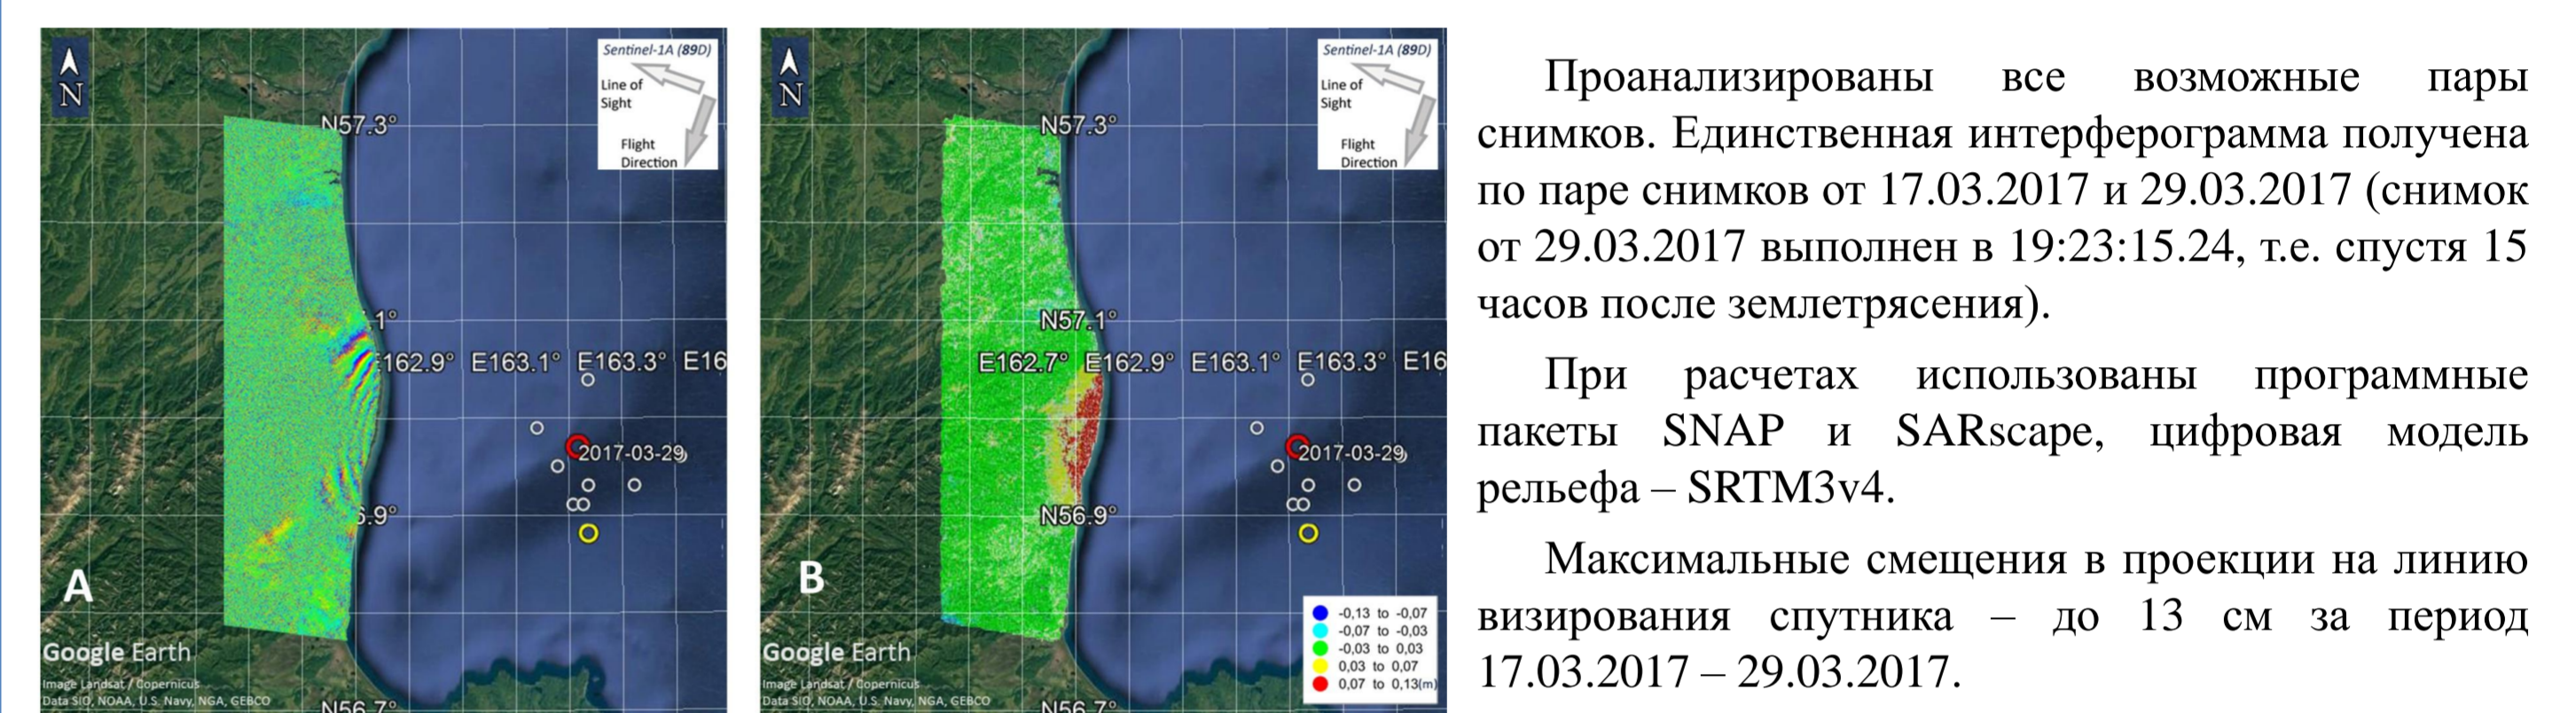 Sentinel-1A (89D)
Line of
Sight
Flight
Direction
N
N57.3°
.1°
E162.9° E163.1° E163.3° E16
2017-03-29
6.9°
A
Google Earth
Image Landsat / Copernicus
Data SIO, NOAA, U.S. Navy, NGA, GEBCO
N56.7°
Sentinel-1A (89D)
Line of
Sight
Flight
Direction
N
N57.3°
N57.1°
E162.7° E162.9° E163.1° E163.3° E16
2017-03-29
N56.9°
B
-0,13 to -0,07
-0,07 to -0,03
-0,03 to 0,03
0,03 to 0,07
0,07 to 0,13(m)
Google Earth
Image Landsat / Copernicus
Data SIO, NOAA, U.S. Navy, NGA, GEBCO
N56.7°
Проанализированы все возможные пары
снимков. Единственная интерферограмма получена
по паре снимков от 17.03.2017 и 29.03.2017 (снимок
от 29.03.2017 выполнен в 19:23:15.24, т.е. спустя 15
часов после землетрясения).
При расчетах использованы программные
пакеты SNAP и SARscape, цифровая модель
рельефа – SRTM3v4.
Максимальные смещения в проекции на линию
визирования спутника – до 13 см за период
17.03.2017 – 29.03.2017.